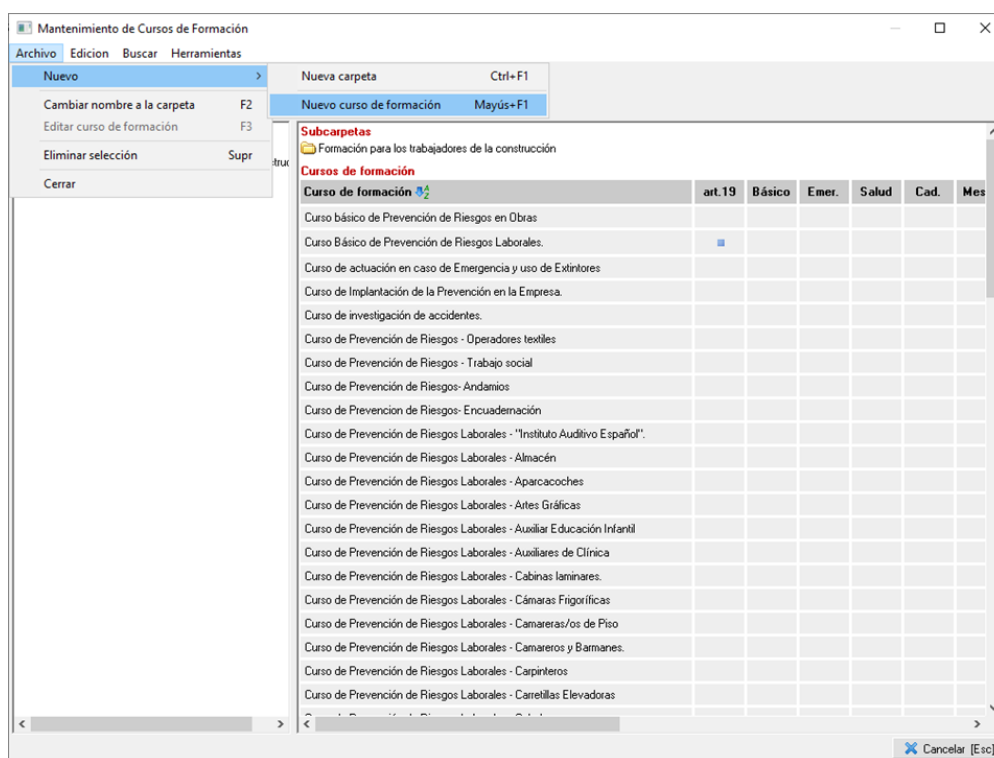 Mantenimiento de Cursos de Formación
Archivo Edicion Buscar Herramientas
Nuevo
Cambiar nombre a la carpeta F2
Editar curso de formación F3
Eliminar selección Supr
Cerrar
Nueva carpeta Ctrl+F1
Nuevo curso de formación Mayús+F1
Subcarpetas
Formación para los trabajadores de la construcción
Cursos de formación
Curso de formación art.19 Básico Emer. Salud Cad. Mes
Curso básico de Prevención de Riesgos en Obras
Curso Básico de Prevención de Riesgos Laborales.
Curso de actuación en caso de Emergencia y uso de Extintores
Curso de Implantación de la Prevención en la Empresa.
Curso de investigación de accidentes.
Curso de Prevención de Riesgos - Operadores textiles
Curso de Prevención de Riesgos - Trabajo social
Curso de Prevención de Riesgos- Andamios
Curso de Prevencion de Riesgos- Encuadernación
Curso de Prevención de Riesgos Laborales - "Instituto Auditivo Español".
Curso de Prevención de Riesgos Laborales - Almacén
Curso de Prevención de Riesgos Laborales - Aparcacoches
Curso de Prevención de Riesgos Laborales - Artes Gráficas
Curso de Prevención de Riesgos Laborales - Auxiliar Educación Infantil
Curso de Prevención de Riesgos Laborales - Auxiliares de Clínica
Curso de Prevención de Riesgos Laborales - Cabinas laminares.
Curso de Prevención de Riesgos Laborales - Cámaras Frigoríficas
Curso de Prevención de Riesgos Laborales - Camareras/os de Piso
Curso de Prevención de Riesgos Laborales - Camareros y Barmanes.
Curso de Prevención de Riesgos Laborales - Carpinteros
Curso de Prevención de Riesgos Laborales - Carretillas Elevadoras
Cancelar [Esc]